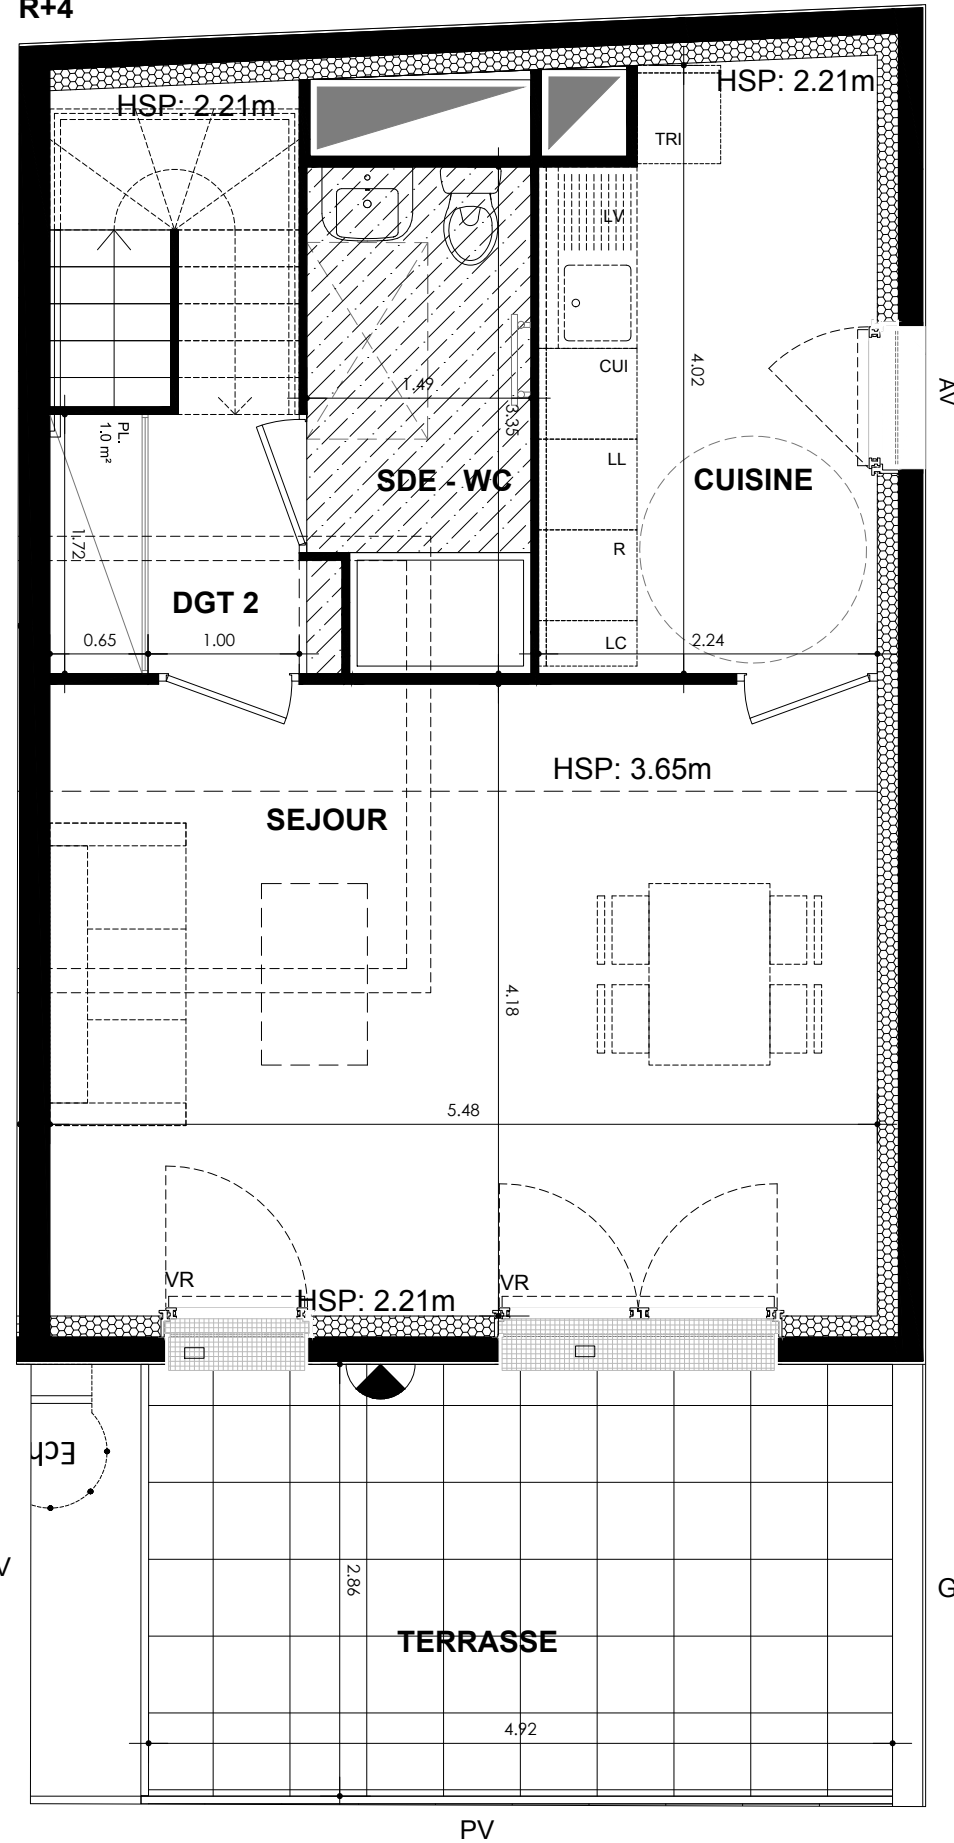 R+4
HSP: 2.21m
HSP: 2.21m
TRI
LV
CUI
4.02
AV
1.49
3.35
PL.
1.0 m²
LL
SDE - WC
CUISINE
1.72
R
DGT 2
0.65
1.00
LC
2.24
HSP: 3.65m
SEJOUR
4.18
5.48
VR
VR
HSP: 2.21m
Ech
2.86
G
TERRASSE
4.92
PV